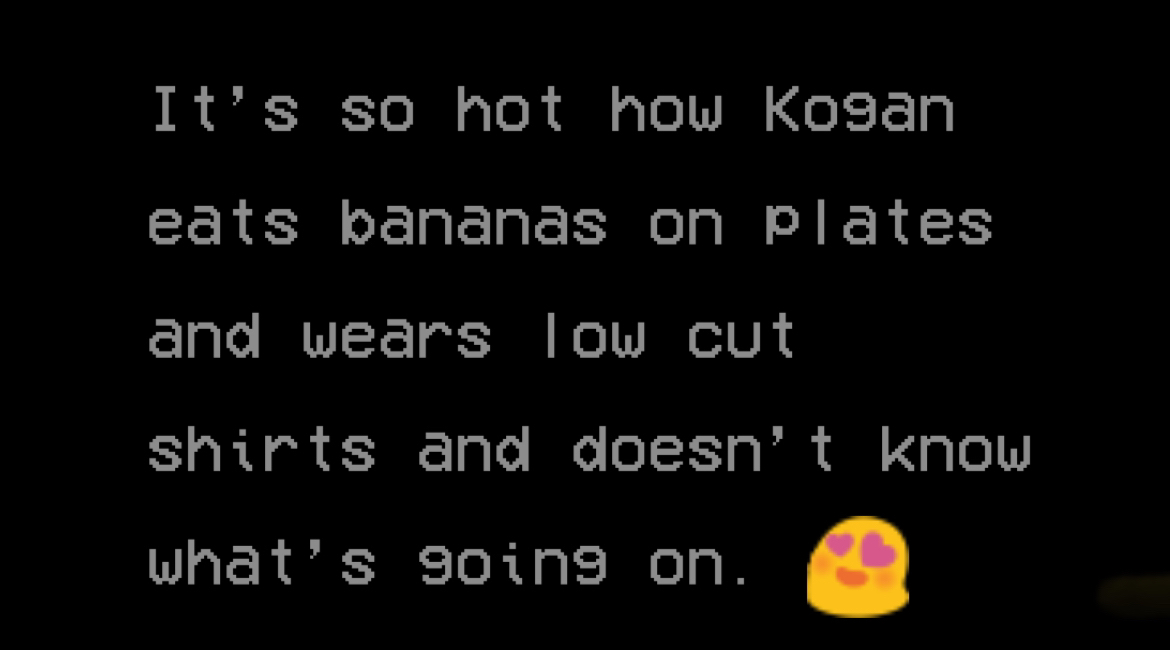 It's so hot how Kogan
eats bananas on plates
and wears low cut
shirts and doesn't know
what's going on. 😍